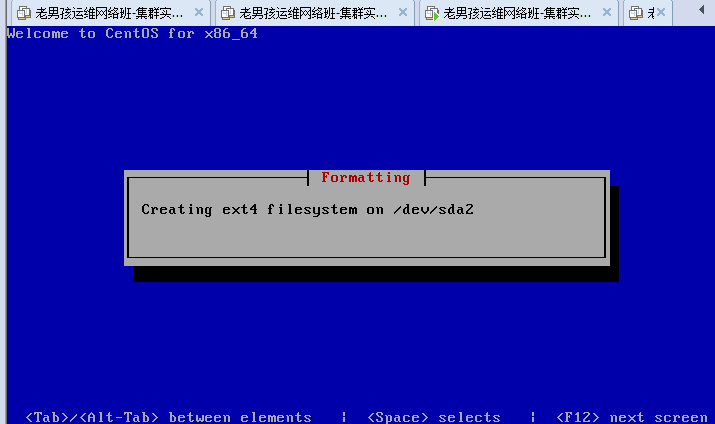 老男孩运维网络班-集群实... 老男孩运维网络班-集群实... 老男孩运维网络班-集群实...
Welcome to CentOS for x86_64
Formatting
Creating ext4 filesystem on /dev/sda2
<Tab>/<Alt-Tab> between elements | <Space> selects | <F12> next screen